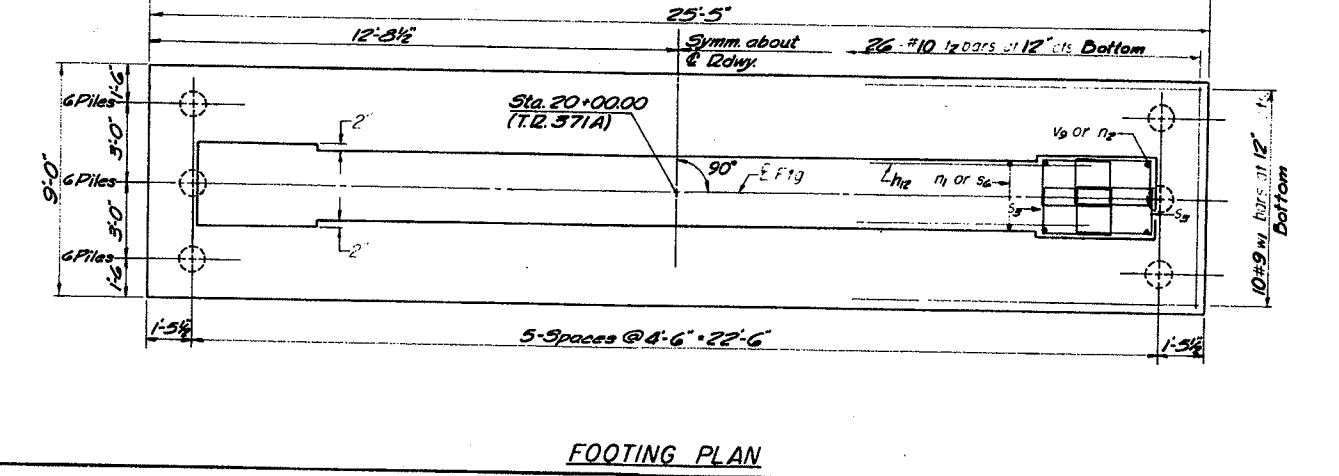 25'-5"
12'-8½"
Symm. about
℄ Rdwy.
26 - #10 t2 bars at 12" cts Bottom
Sta. 20+00.00
(T.R. 371A)
90°
℄ Ftg
2"
2"
v9 or n2
h12
n1 or s6
s3
6 Piles
6 Piles
6 Piles
1'-6"
3'-0"
3'-0"
1'-6"
9'-0"
10 #9 w1 bars at 12"
Bottom
1'-5½
5-Spaces @ 4'-6" = 22'-6"
1'-5½
FOOTING PLAN